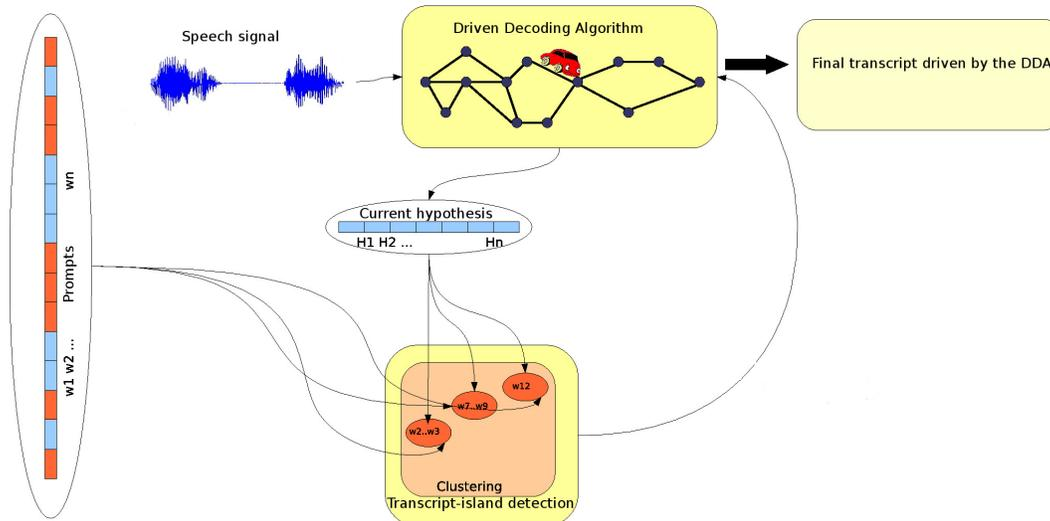 Speech signal
Driven Decoding Algorithm
Final transcript driven by the DDA
Current hypothesis
H1 H2 ... Hn
w1 w2 ... Prompts wn
w12
w7..w9
w2..w3
Clustering
Transcript-island detection